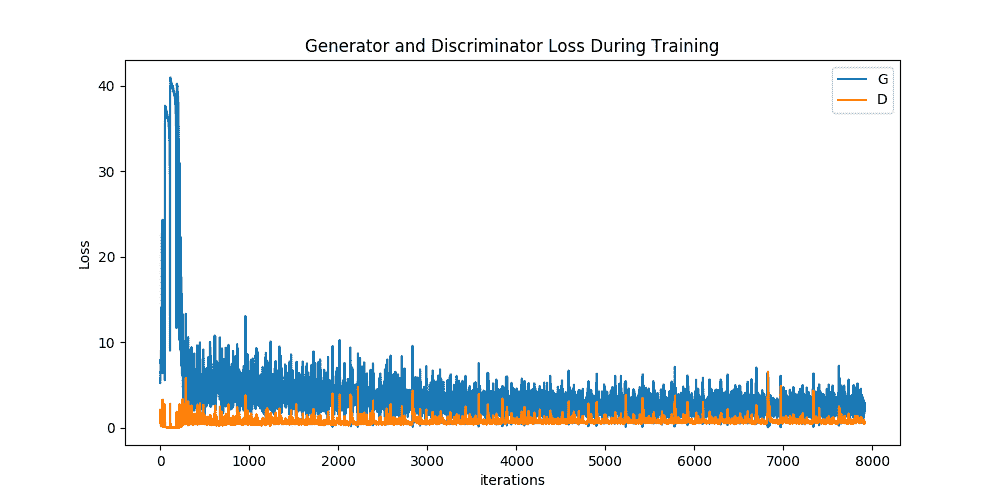 Generator and Discriminator Loss During Training
G
D
40
30
20
10
0
Loss
0 1000 2000 3000 4000 5000 6000 7000 8000
iterations